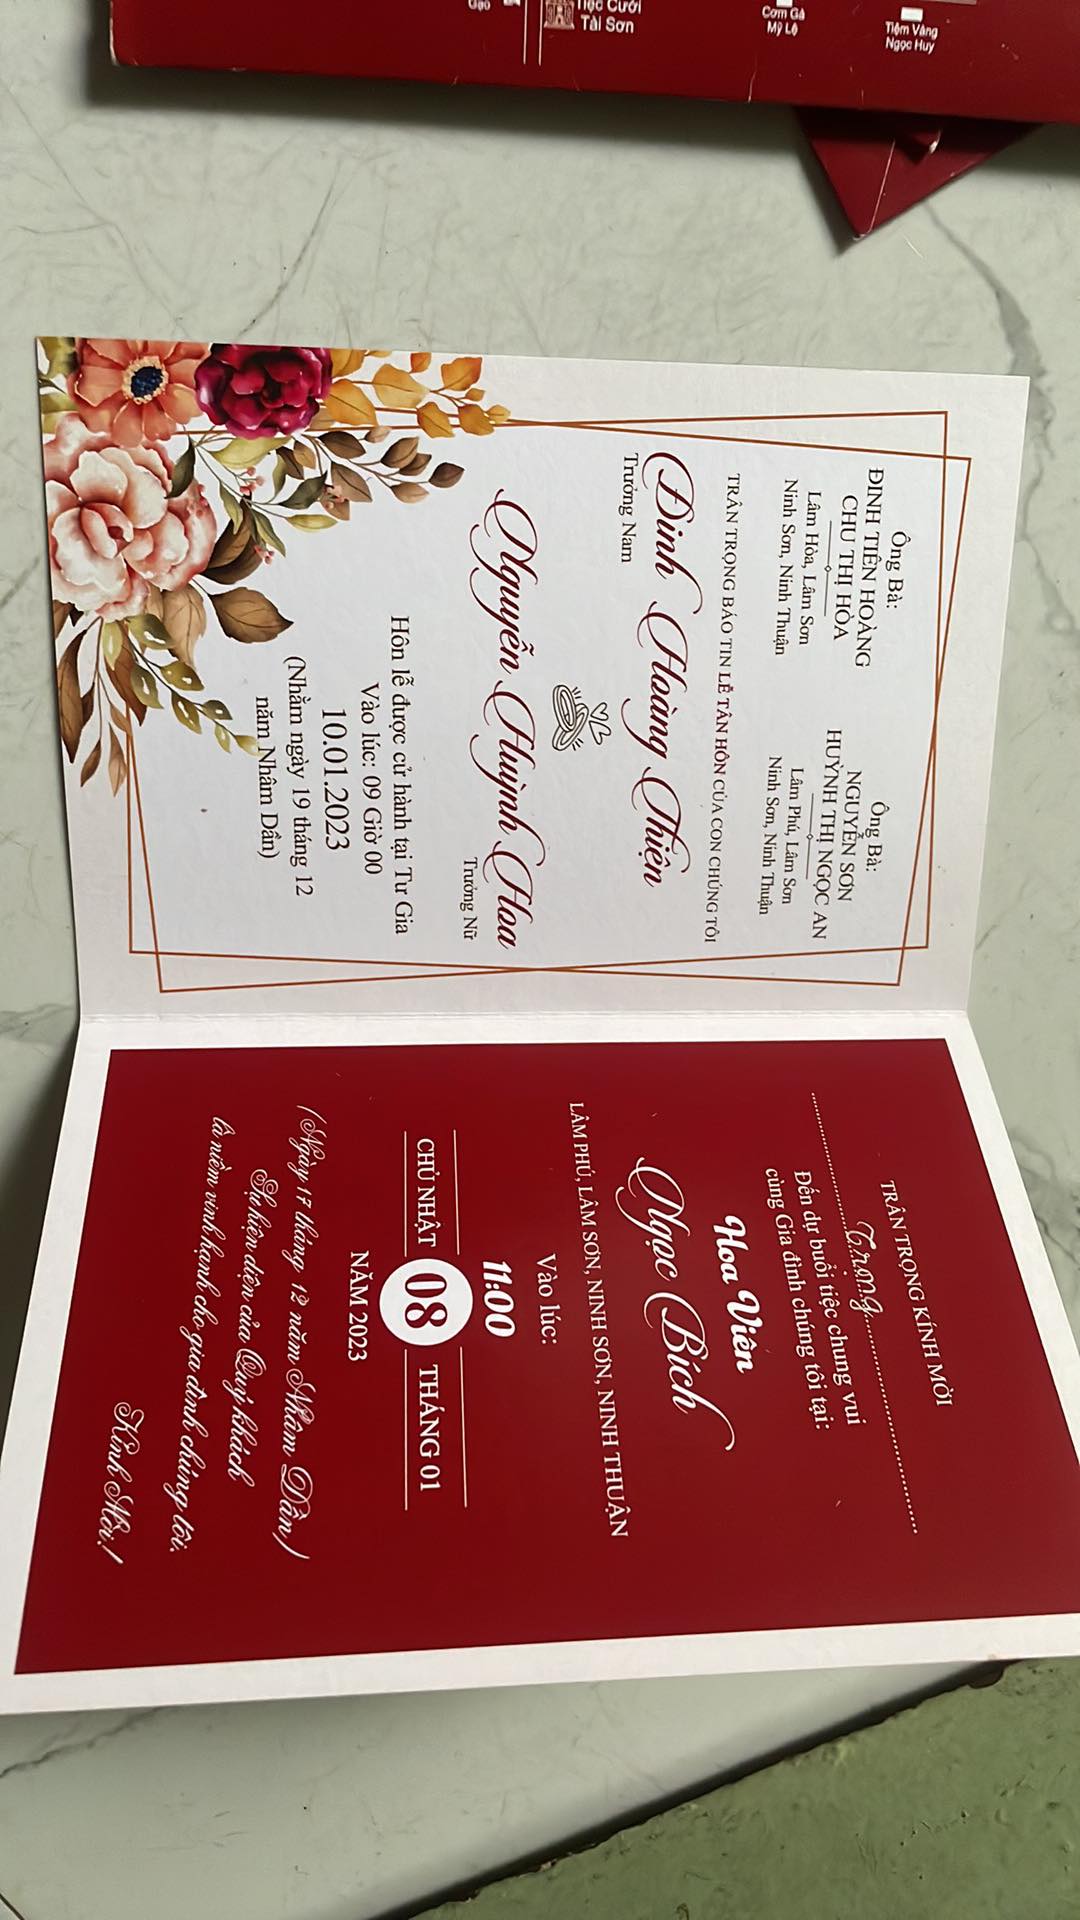 Tiệm Vàng
Ngọc Huy
Cơm Gà
Mỹ Lệ
Tiệc Cưới
Tài Sơn
Gạo
Ông Bà:
ĐINH TIÊN HOÀNG
CHU THỊ HÒA
Lâm Hòa, Lâm Sơn
Ninh Sơn, Ninh Thuận
Ông Bà:
NGUYỄN SƠN
HUỲNH THỊ NGỌC AN
Lâm Phú, Lâm Sơn
Ninh Sơn, Ninh Thuận
TRÂN TRỌNG BÁO TIN LỄ TÂN HÔN CỦA CON CHÚNG TÔI
Đinh Hoàng Thiện
Trưởng Nam
Nguyễn Huỳnh Hoa
Trưởng Nữ
Hôn lễ được cử hành tại Tư Gia
Vào lúc: 09 Giờ 00
10.01.2023
(Nhằm ngày 19 tháng 12
năm Nhâm Dần)
TRÂN TRỌNG KÍNH MỜI
Trọng
Đến dự buổi tiệc chung vui
cùng Gia đình chúng tôi tại:
Hoa Viên
Ngọc Bích
LÂM PHÚ, LÂM SƠN, NINH SƠN, NINH THUẬN
Vào lúc:
11:00
CHỦ NHẬT 08 THÁNG 01
NĂM 2023
(Ngày 17 tháng 12 năm Nhâm Dần)
Sự hiện diện của Quý khách
là niềm vinh hạnh cho gia đình chúng tôi.
Kính Mời!